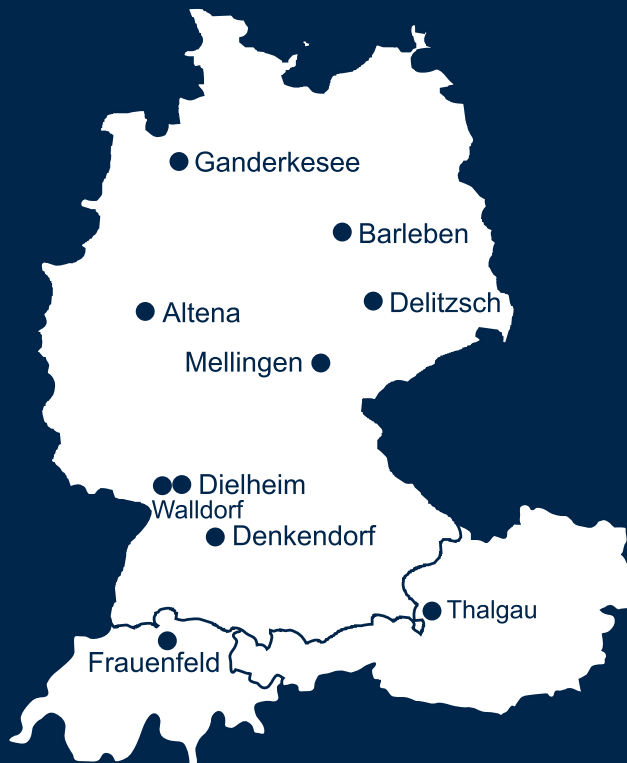 Ganderkesee
Barleben
Delitzsch
Altena
Mellingen
Dielheim
Walldorf
Denkendorf
Thalgau
Frauenfeld